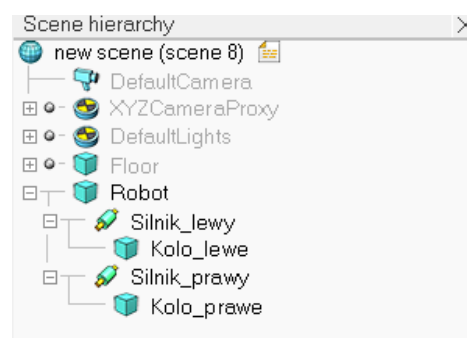 Scene hierarchy
new scene (scene 8)
DefaultCamera
XYZCameraProxy
DefaultLights
Floor
Robot
Silnik_lewy
Kolo_lewe
Silnik_prawy
Kolo_prawe